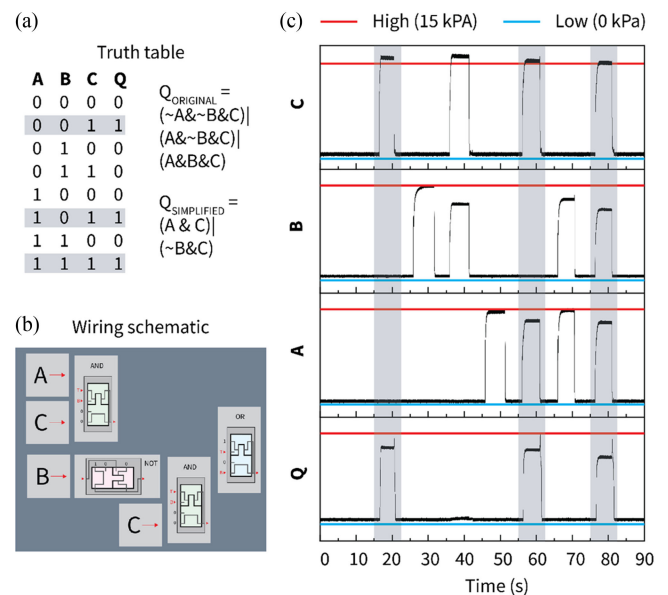 (a)
Truth table
A B C Q
0 0 0 0
0 0 1 1
0 1 0 0
0 1 1 0
1 0 0 0
1 0 1 1
1 1 0 0
1 1 1 1
Q_ORIGINAL =
(~A&~B&C)|
(A&~B&C)|
(A&B&C)
Q_SIMPLIFIED =
(A & C)|
(~B&C)
(b)
Wiring schematic
A
AND
C
OR
B
NOT
AND
C
(c)
High (15 kPA)
Low (0 kPa)
C
B
A
Q
0 10 20 30 40 50 60 70 80 90
Time (s)